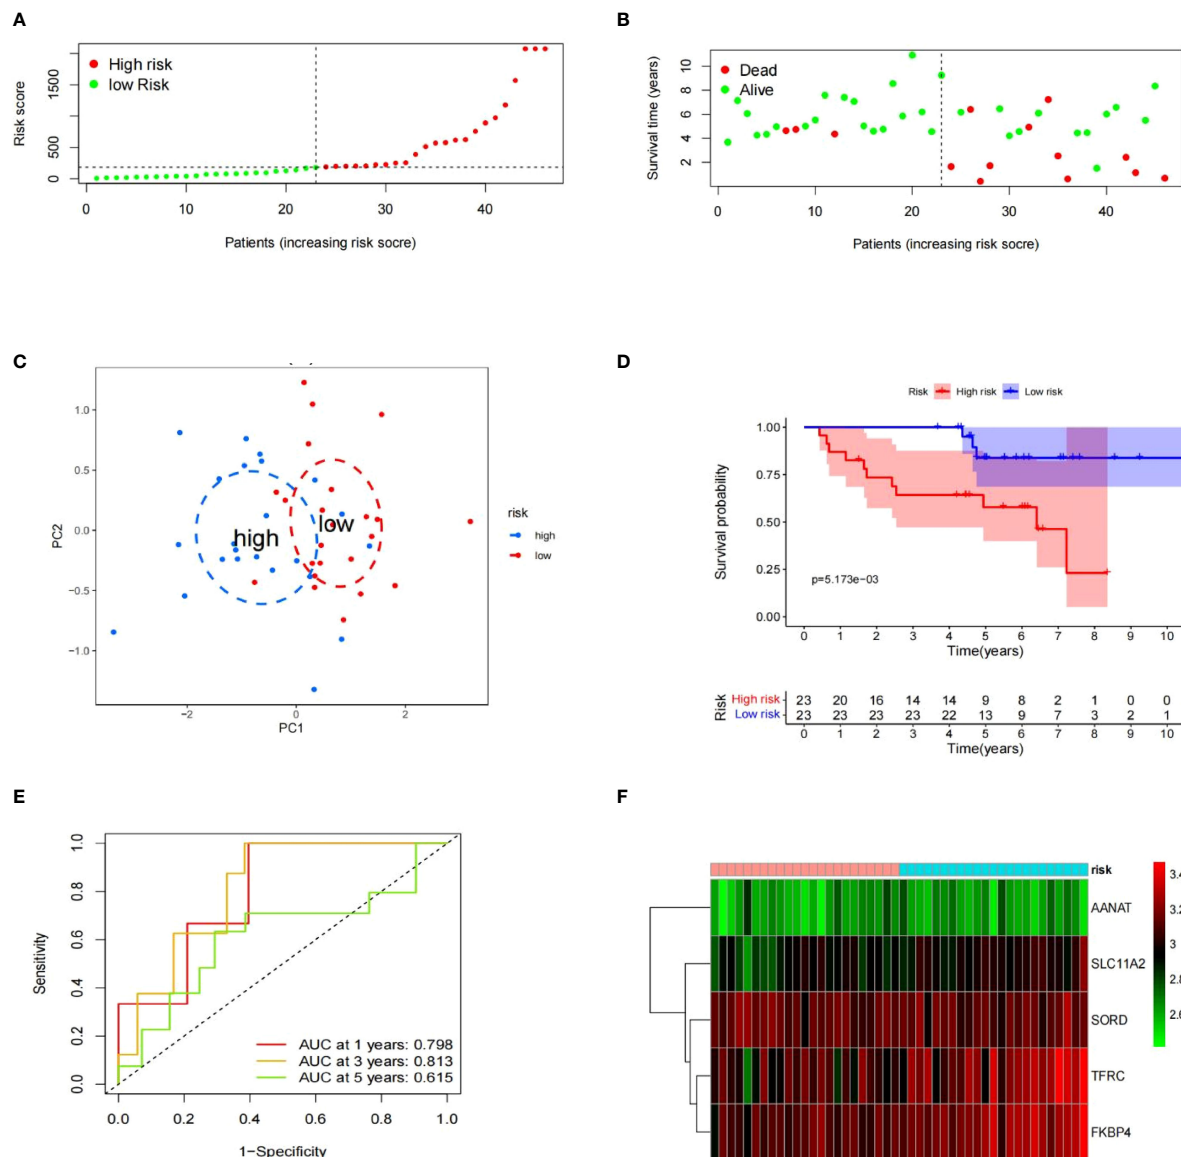 A
High risk
low Risk
Risk score
0 500 1500
0 10 20 30 40
Patients (increasing risk socre)
B
Dead
Alive
Survival time (years)
2 4 6 8 10
0 10 20 30 40
Patients (increasing risk socre)
C
PC2
1.0
0.5
0.0
−0.5
−1.0
high
low
risk
high
low
−2 0 2
PC1
D
Risk High risk Low risk
Survival probability
1.00
0.75
0.50
0.25
0.00
p=5.173e−03
0 1 2 3 4 5 6 7 8 9 10
Time(years)
Risk
High risk 23 20 16 14 14 9 8 2 1 0 0
Low risk 23 23 23 23 22 13 9 7 3 2 1
0 1 2 3 4 5 6 7 8 9 10
Time(years)
E
Sensitivity
0.0 0.2 0.4 0.6 0.8 1.0
AUC at 1 years: 0.798
AUC at 3 years: 0.813
AUC at 5 years: 0.615
0.0 0.2 0.4 0.6 0.8 1.0
1−Specificity
F
risk
AANAT
SLC11A2
SORD
TFRC
FKBP4
3.4
3.2
3
2.8
2.6